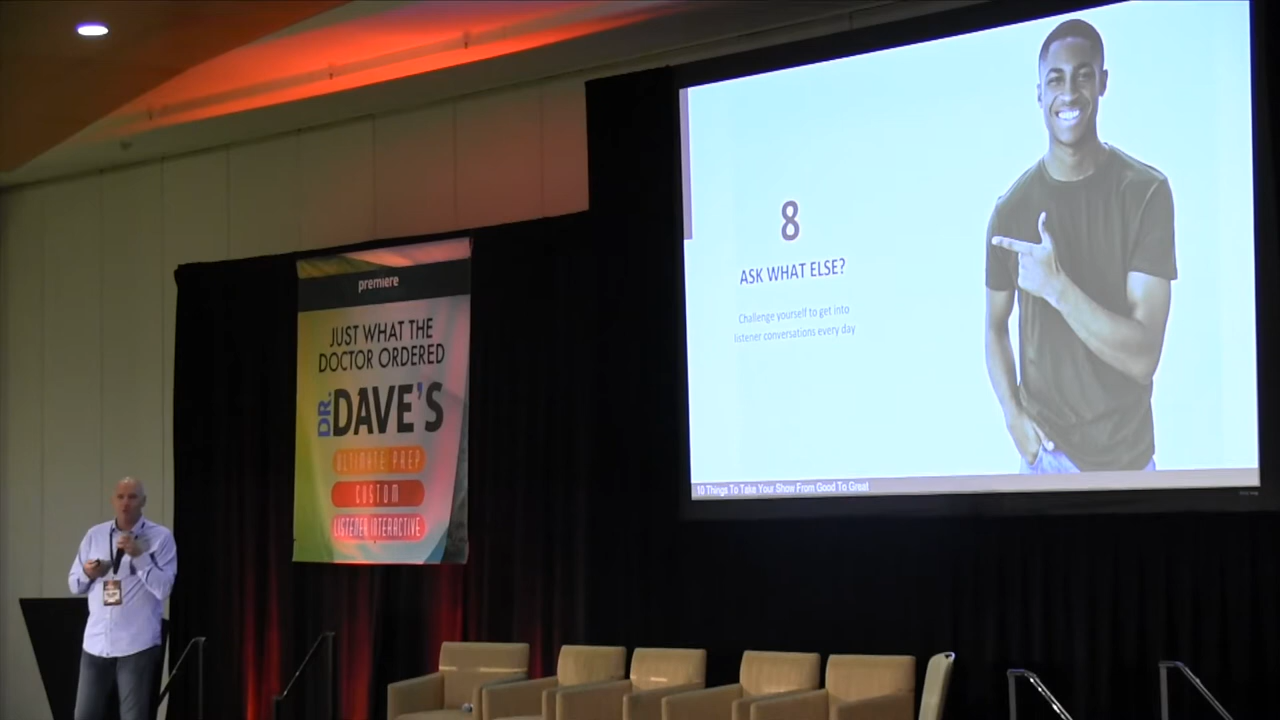 premiere
JUST WHAT THE
DOCTOR ORDERED
DR. DAVE'S
ULTIMATE PREP
CUSTOM
LISTENER INTERACTIVE
8
ASK WHAT ELSE?
Challenge yourself to get into
listener conversations every day
10 Things To Take Your Show From Good To Great